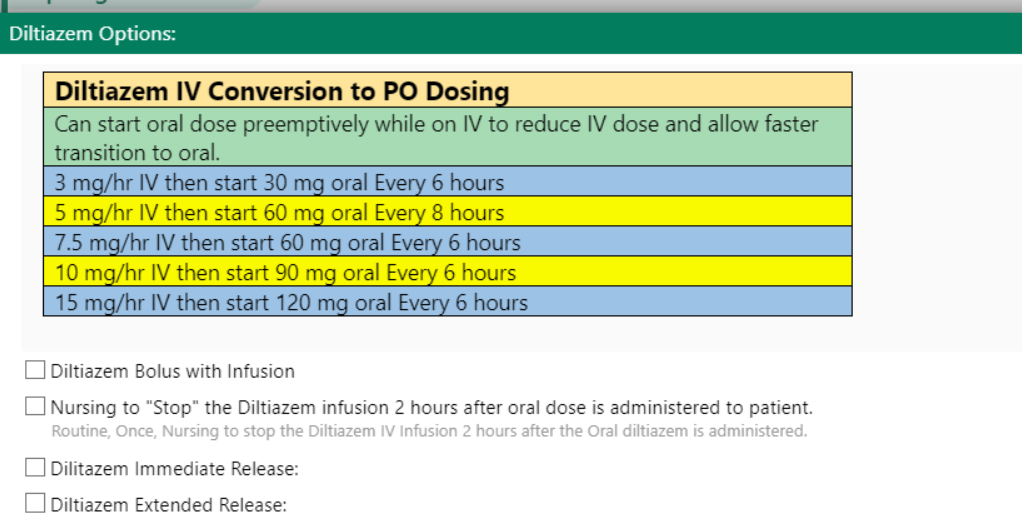 Diltiazem Options:
Diltiazem IV Conversion to PO Dosing
Can start oral dose preemptively while on IV to reduce IV dose and allow faster
transition to oral.
3 mg/hr IV then start 30 mg oral Every 6 hours
5 mg/hr IV then start 60 mg oral Every 8 hours
7.5 mg/hr IV then start 60 mg oral Every 6 hours
10 mg/hr IV then start 90 mg oral Every 6 hours
15 mg/hr IV then start 120 mg oral Every 6 hours
Diltiazem Bolus with Infusion
Nursing to "Stop" the Diltiazem infusion 2 hours after oral dose is administered to patient.
Routine, Once, Nursing to stop the Diltiazem IV Infusion 2 hours after the Oral diltiazem is administered.
Dilitazem Immediate Release:
Diltiazem Extended Release: